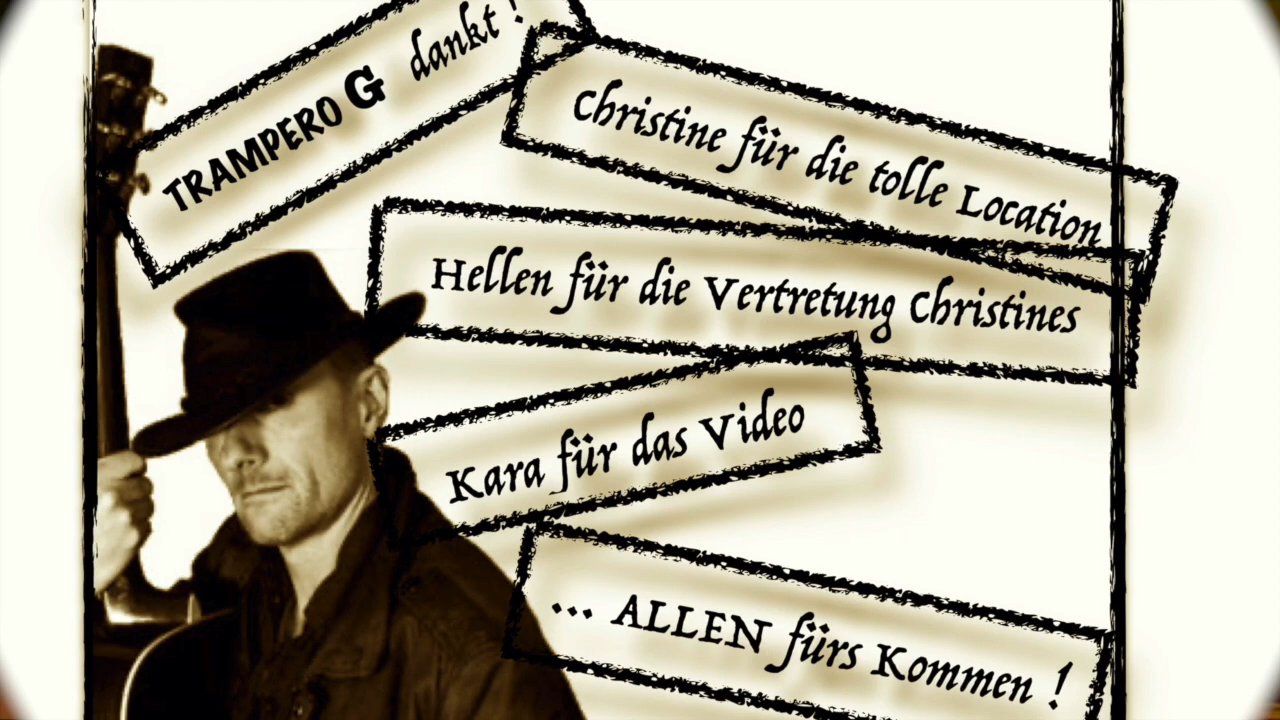 TRAMPERO G dankt !
Christine für die tolle Location
Hellen für die Vertretung Christines
Kara für das Video
... ALLEN fürs Kommen !